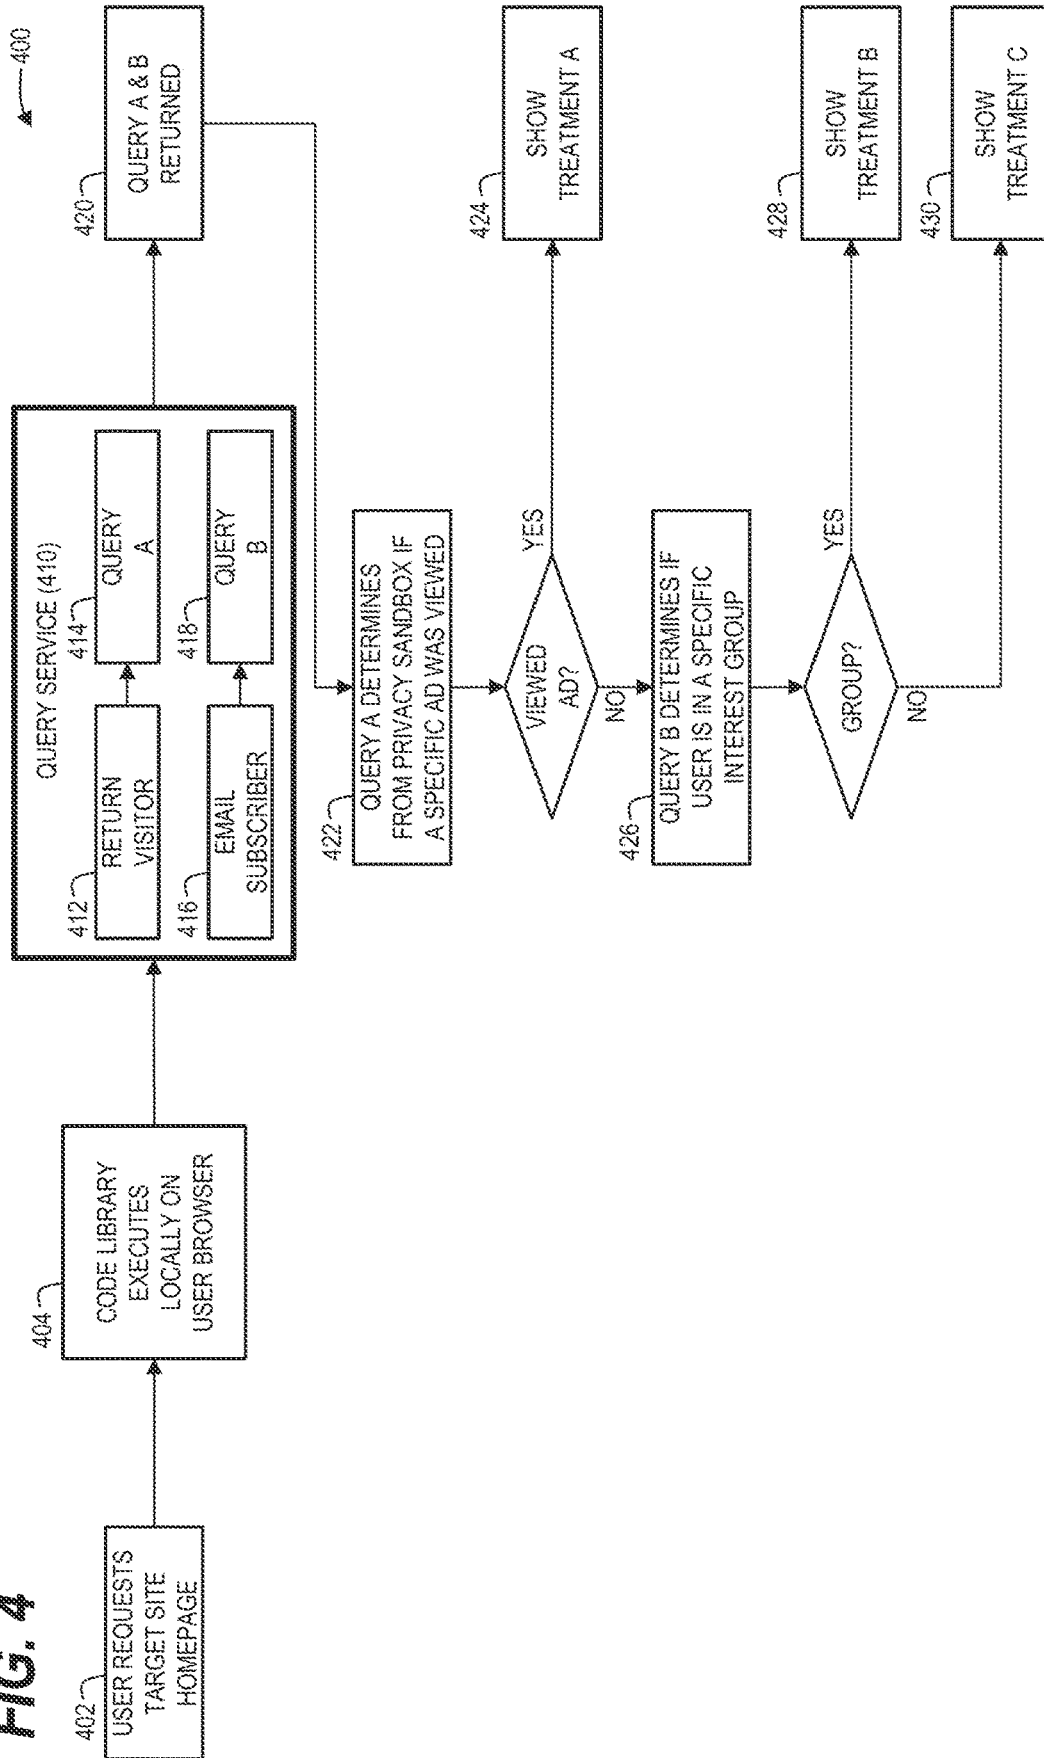 FIG. 4
400
402
USER REQUESTS
TARGET SITE
HOMEPAGE
404
CODE LIBRARY
EXECUTES
LOCALLY ON
USER BROWSER
QUERY SERVICE (410)
412
RETURN
VISITOR
414
QUERY
A
416
EMAIL
SUBSCRIBER
418
QUERY
B
420
QUERY A & B
RETURNED
422
QUERY A DETERMINES
FROM PRIVACY SANDBOX IF
A SPECIFIC AD WAS VIEWED
VIEWED
AD?
YES
NO
424
SHOW
TREATMENT A
426
QUERY B DETERMINES IF
USER IS IN A SPECIFIC
INTEREST GROUP
GROUP?
YES
NO
428
SHOW
TREATMENT B
430
SHOW
TREATMENT C